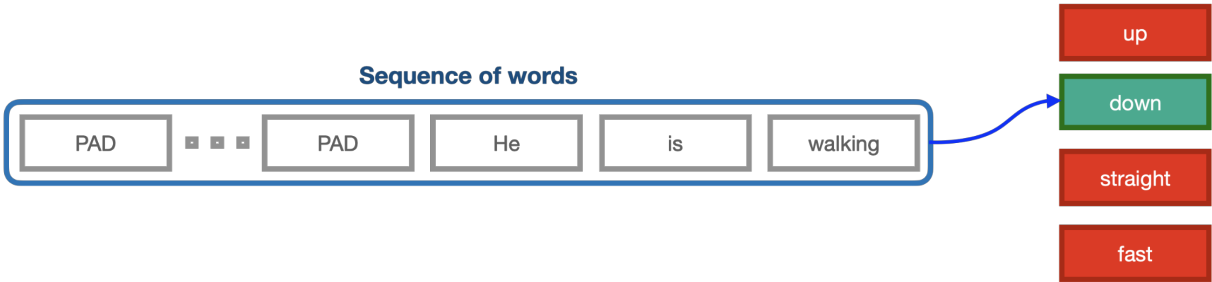 up
Sequence of words
down
PAD PAD He is walking
straight
fast